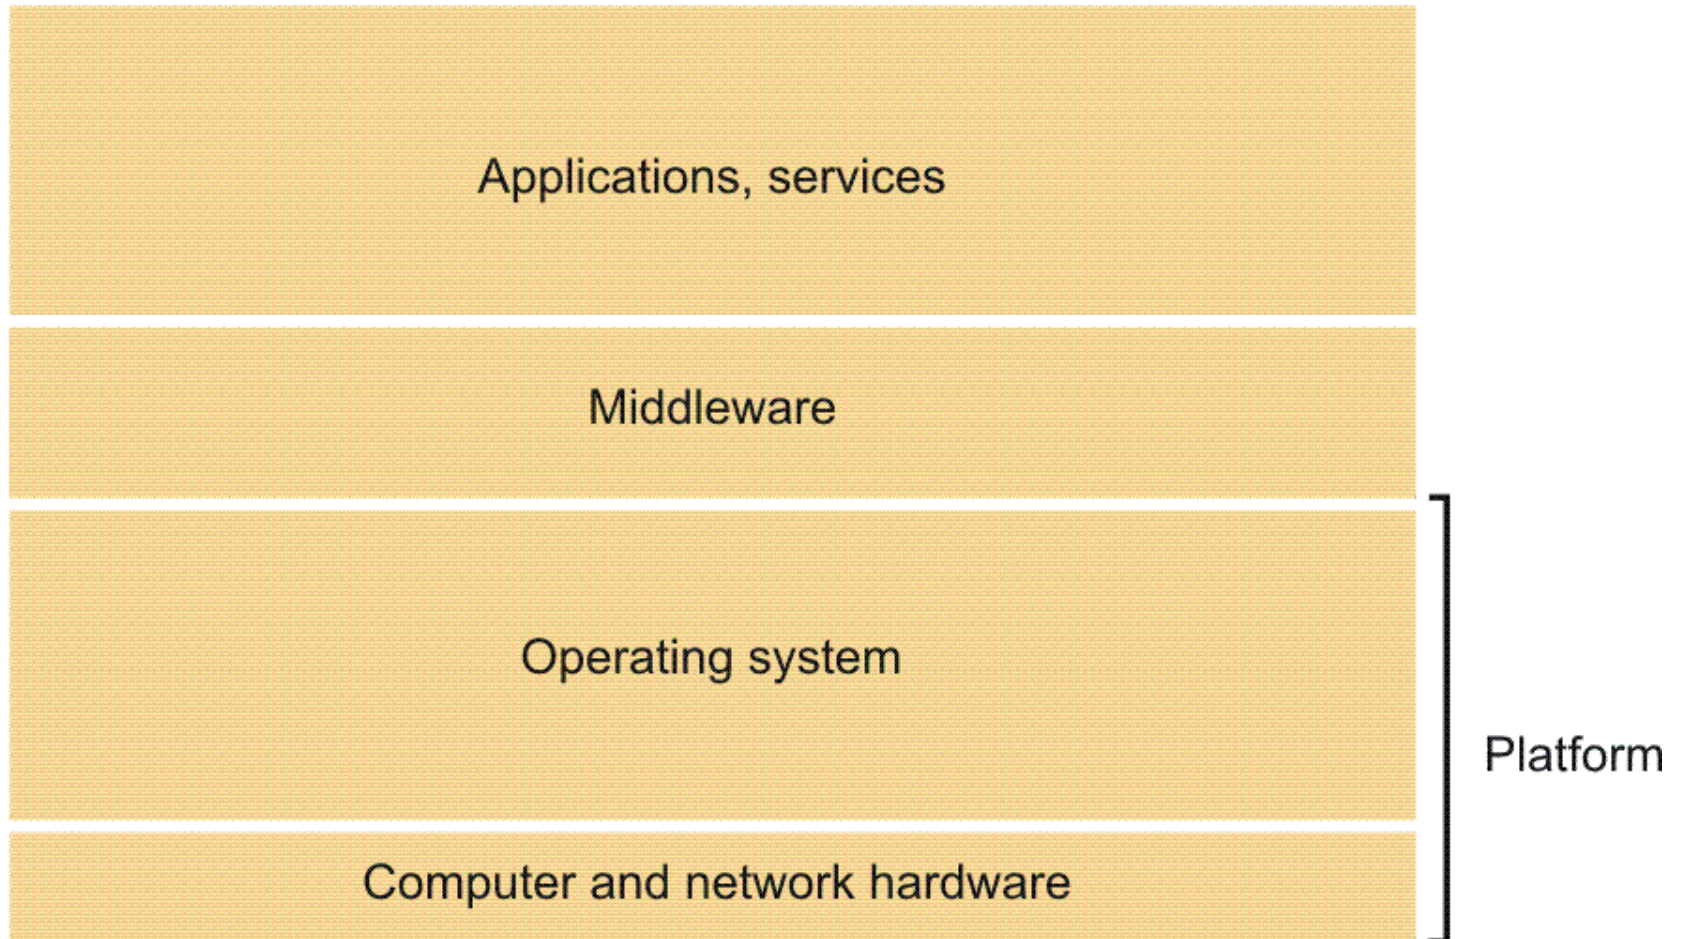 Applications, services
Middleware
Operating system
Platform
Computer and network hardware